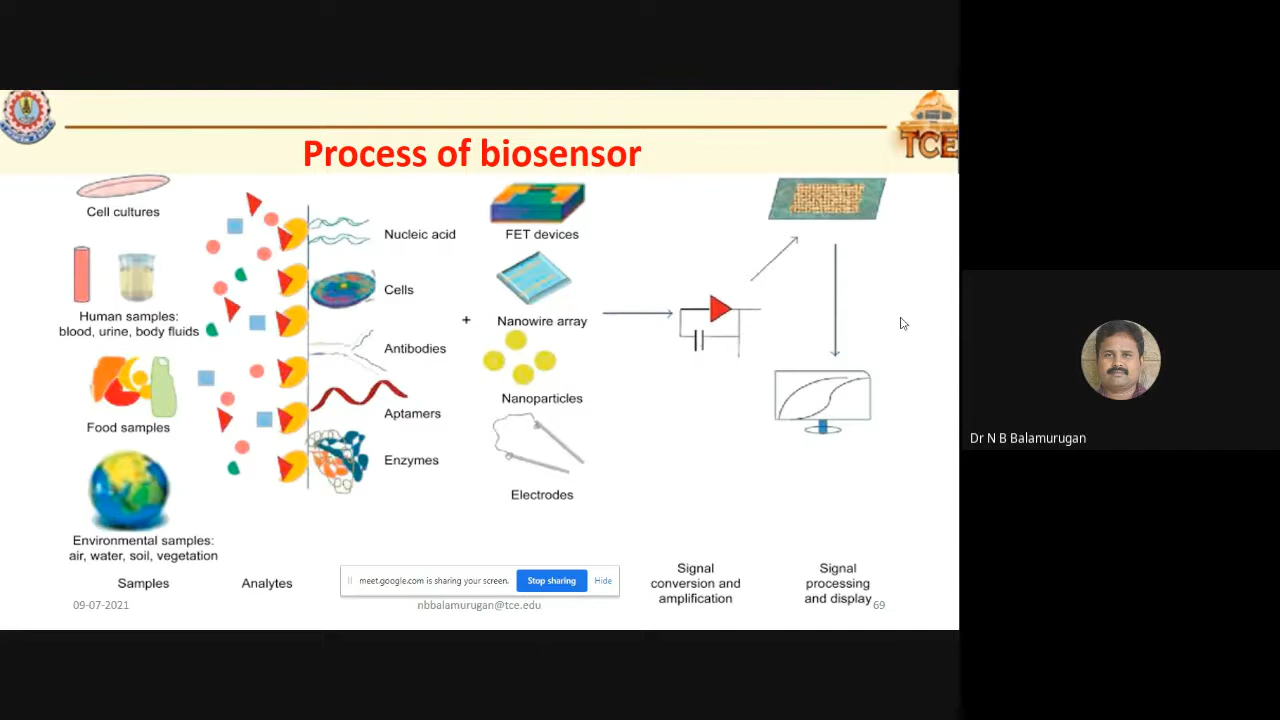 TCE
Process of biosensor
Cell cultures
Human samples:
blood, urine, body fluids
Food samples
Environmental samples:
air, water, soil, vegetation
Samples
Analytes
Nucleic acid
Cells
Antibodies
Aptamers
Enzymes
+
FET devices
Nanowire array
Nanoparticles
Electrodes
Signal
conversion and
amplification
Signal
processing
and display
meet.google.com is sharing your screen.
Stop sharing
Hide
09-07-2021
nbbalamurugan@tce.edu
69
Dr N B Balamurugan